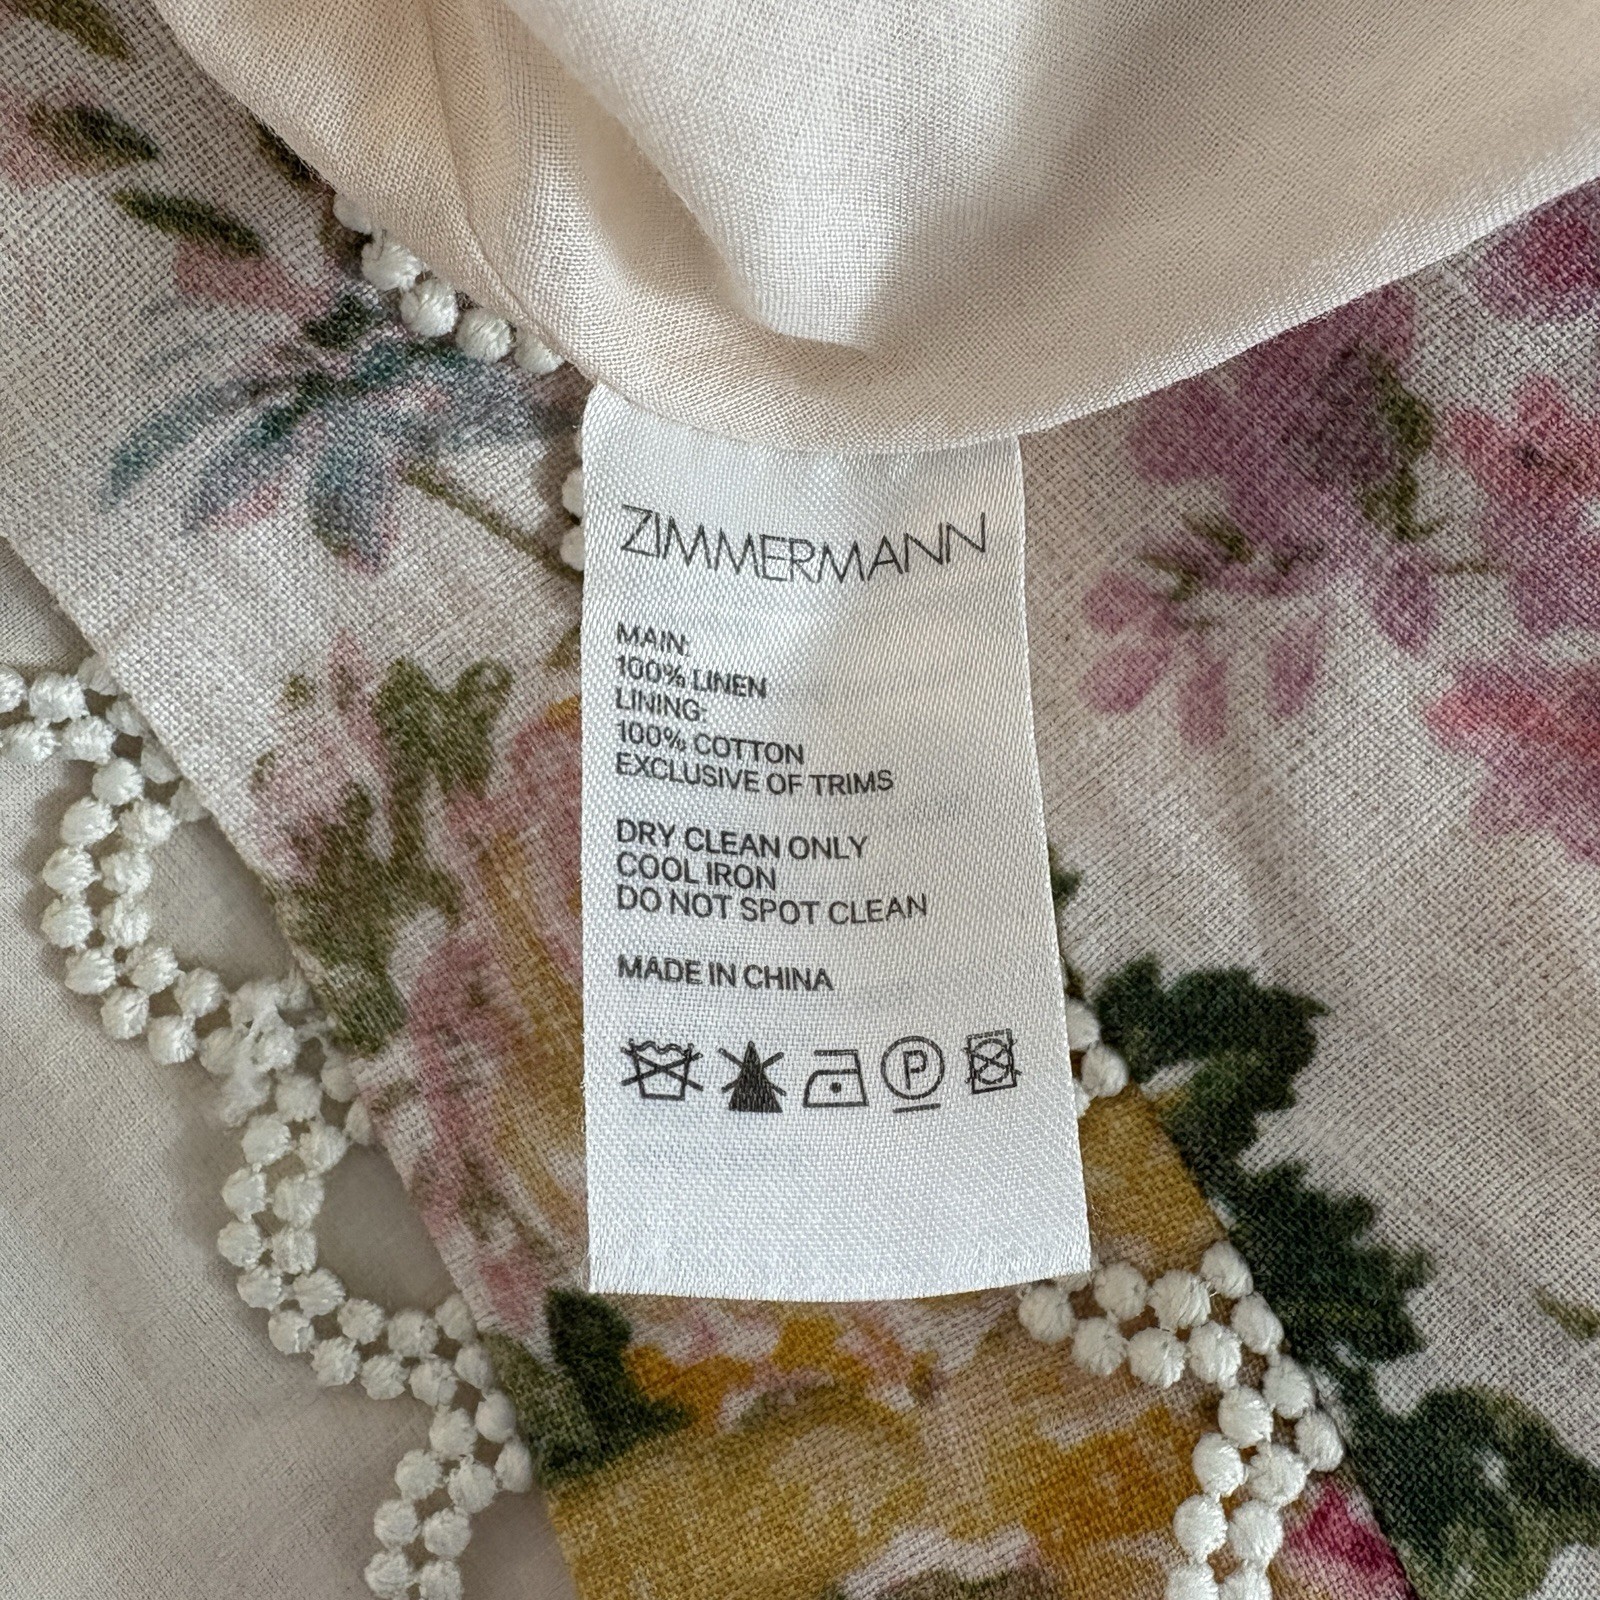 ZIMMERMANN
MAIN:
100% LINEN
LINING:
100% COTTON
EXCLUSIVE OF TRIMS
DRY CLEAN ONLY
COOL IRON
DO NOT SPOT CLEAN
MADE IN CHINA
P